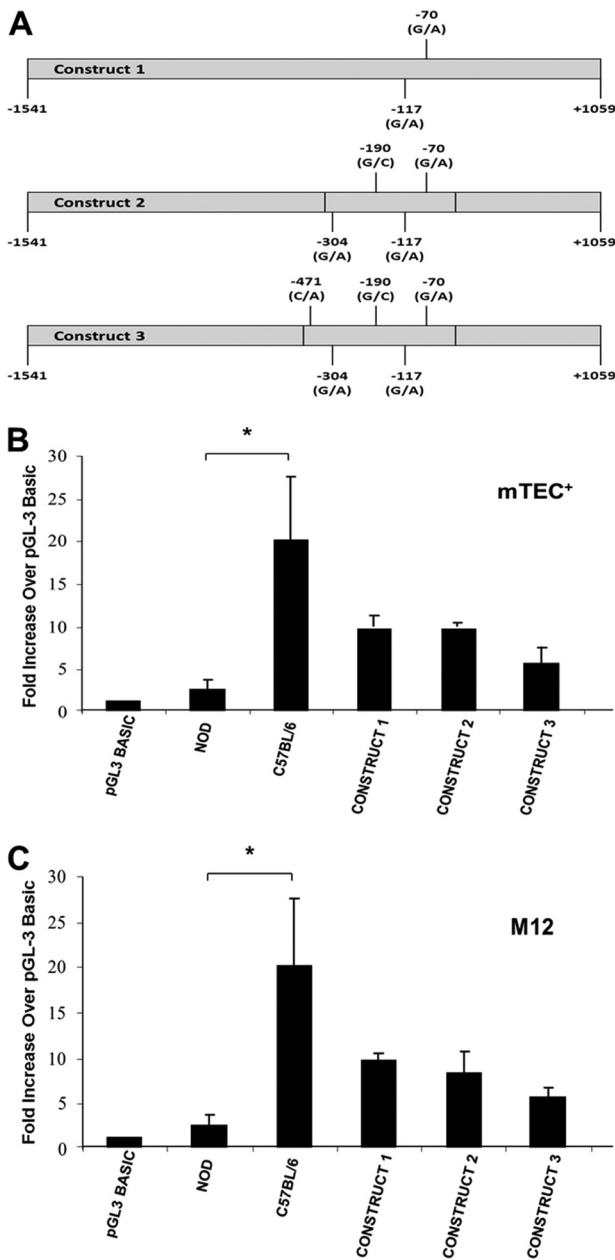 A
-70
(G/A)
Construct 1
-1541
-117
(G/A)
+1059
-190
(G/C)
-70
(G/A)
Construct 2
-1541
-304
(G/A)
-117
(G/A)
+1059
-471
(C/A)
-190
(G/C)
-70
(G/A)
Construct 3
-1541
-304
(G/A)
-117
(G/A)
+1059
B
Fold Increase Over pGL-3 Basic
30
25
20
15
10
5
0
*
mTEC+
pGL3 BASIC
NOD
C57BL/6
CONSTRUCT 1
CONSTRUCT 2
CONSTRUCT 3
C
Fold Increase Over pGL-3 Basic
30
25
20
15
10
5
0
*
M12
pGL3 BASIC
NOD
C57BL/6
CONSTRUCT 1
CONSTRUCT 2
CONSTRUCT 3